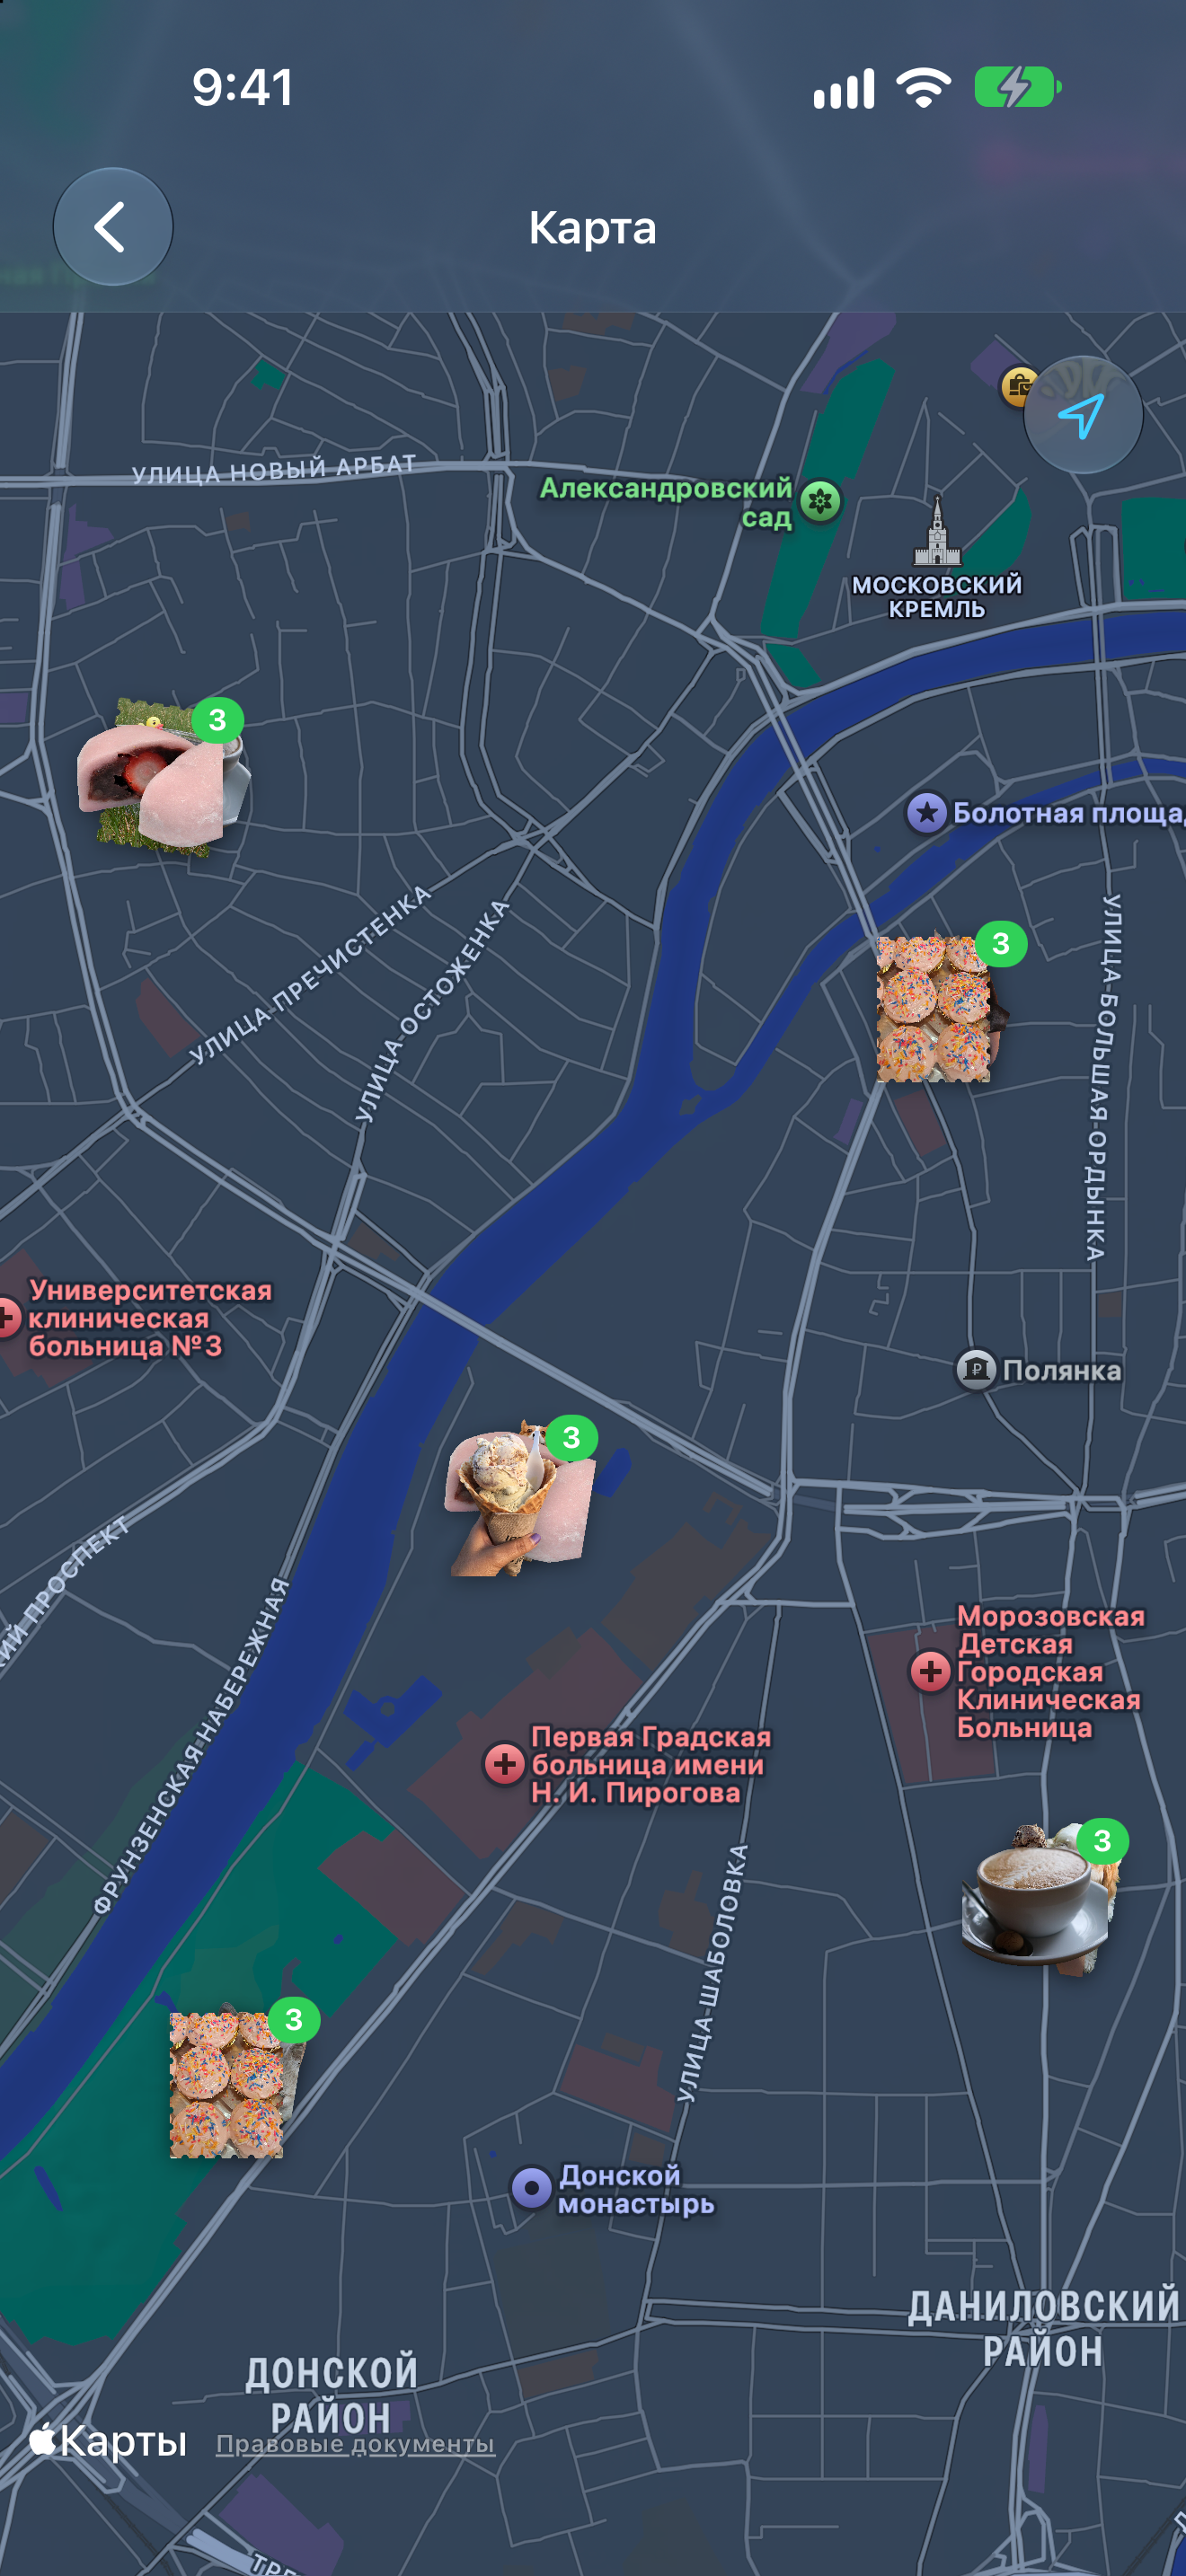 9:41
Карта
УЛИЦА НОВЫЙ АРБАТ
Александровский
сад
МОСКОВСКИЙ
КРЕМЛЬ
3
Болотная площа
3
УЛИЦА ПРЕЧИСТЕНКА
УЛИЦА ОСТОЖЕНКА
УЛИЦА БОЛЬШАЯ ОРДЫНКА
Университетская
клиническая
больница №3
Полянка
3
ИЙ ПРОСПЕКТ
ФРУНЗЕНСКАЯ НАБЕРЕЖНАЯ
Морозовская
Детская
Городская
Клиническая
Больница
Первая Градская
больница имени
Н. И. Пирогова
3
УЛИЦА ШАБОЛОВКА
3
Донской
монастырь
ДАНИЛОВСКИЙ
РАЙОН
ДОНСКОЙ
РАЙОН
Карты
Правовые документы
ТРЕ